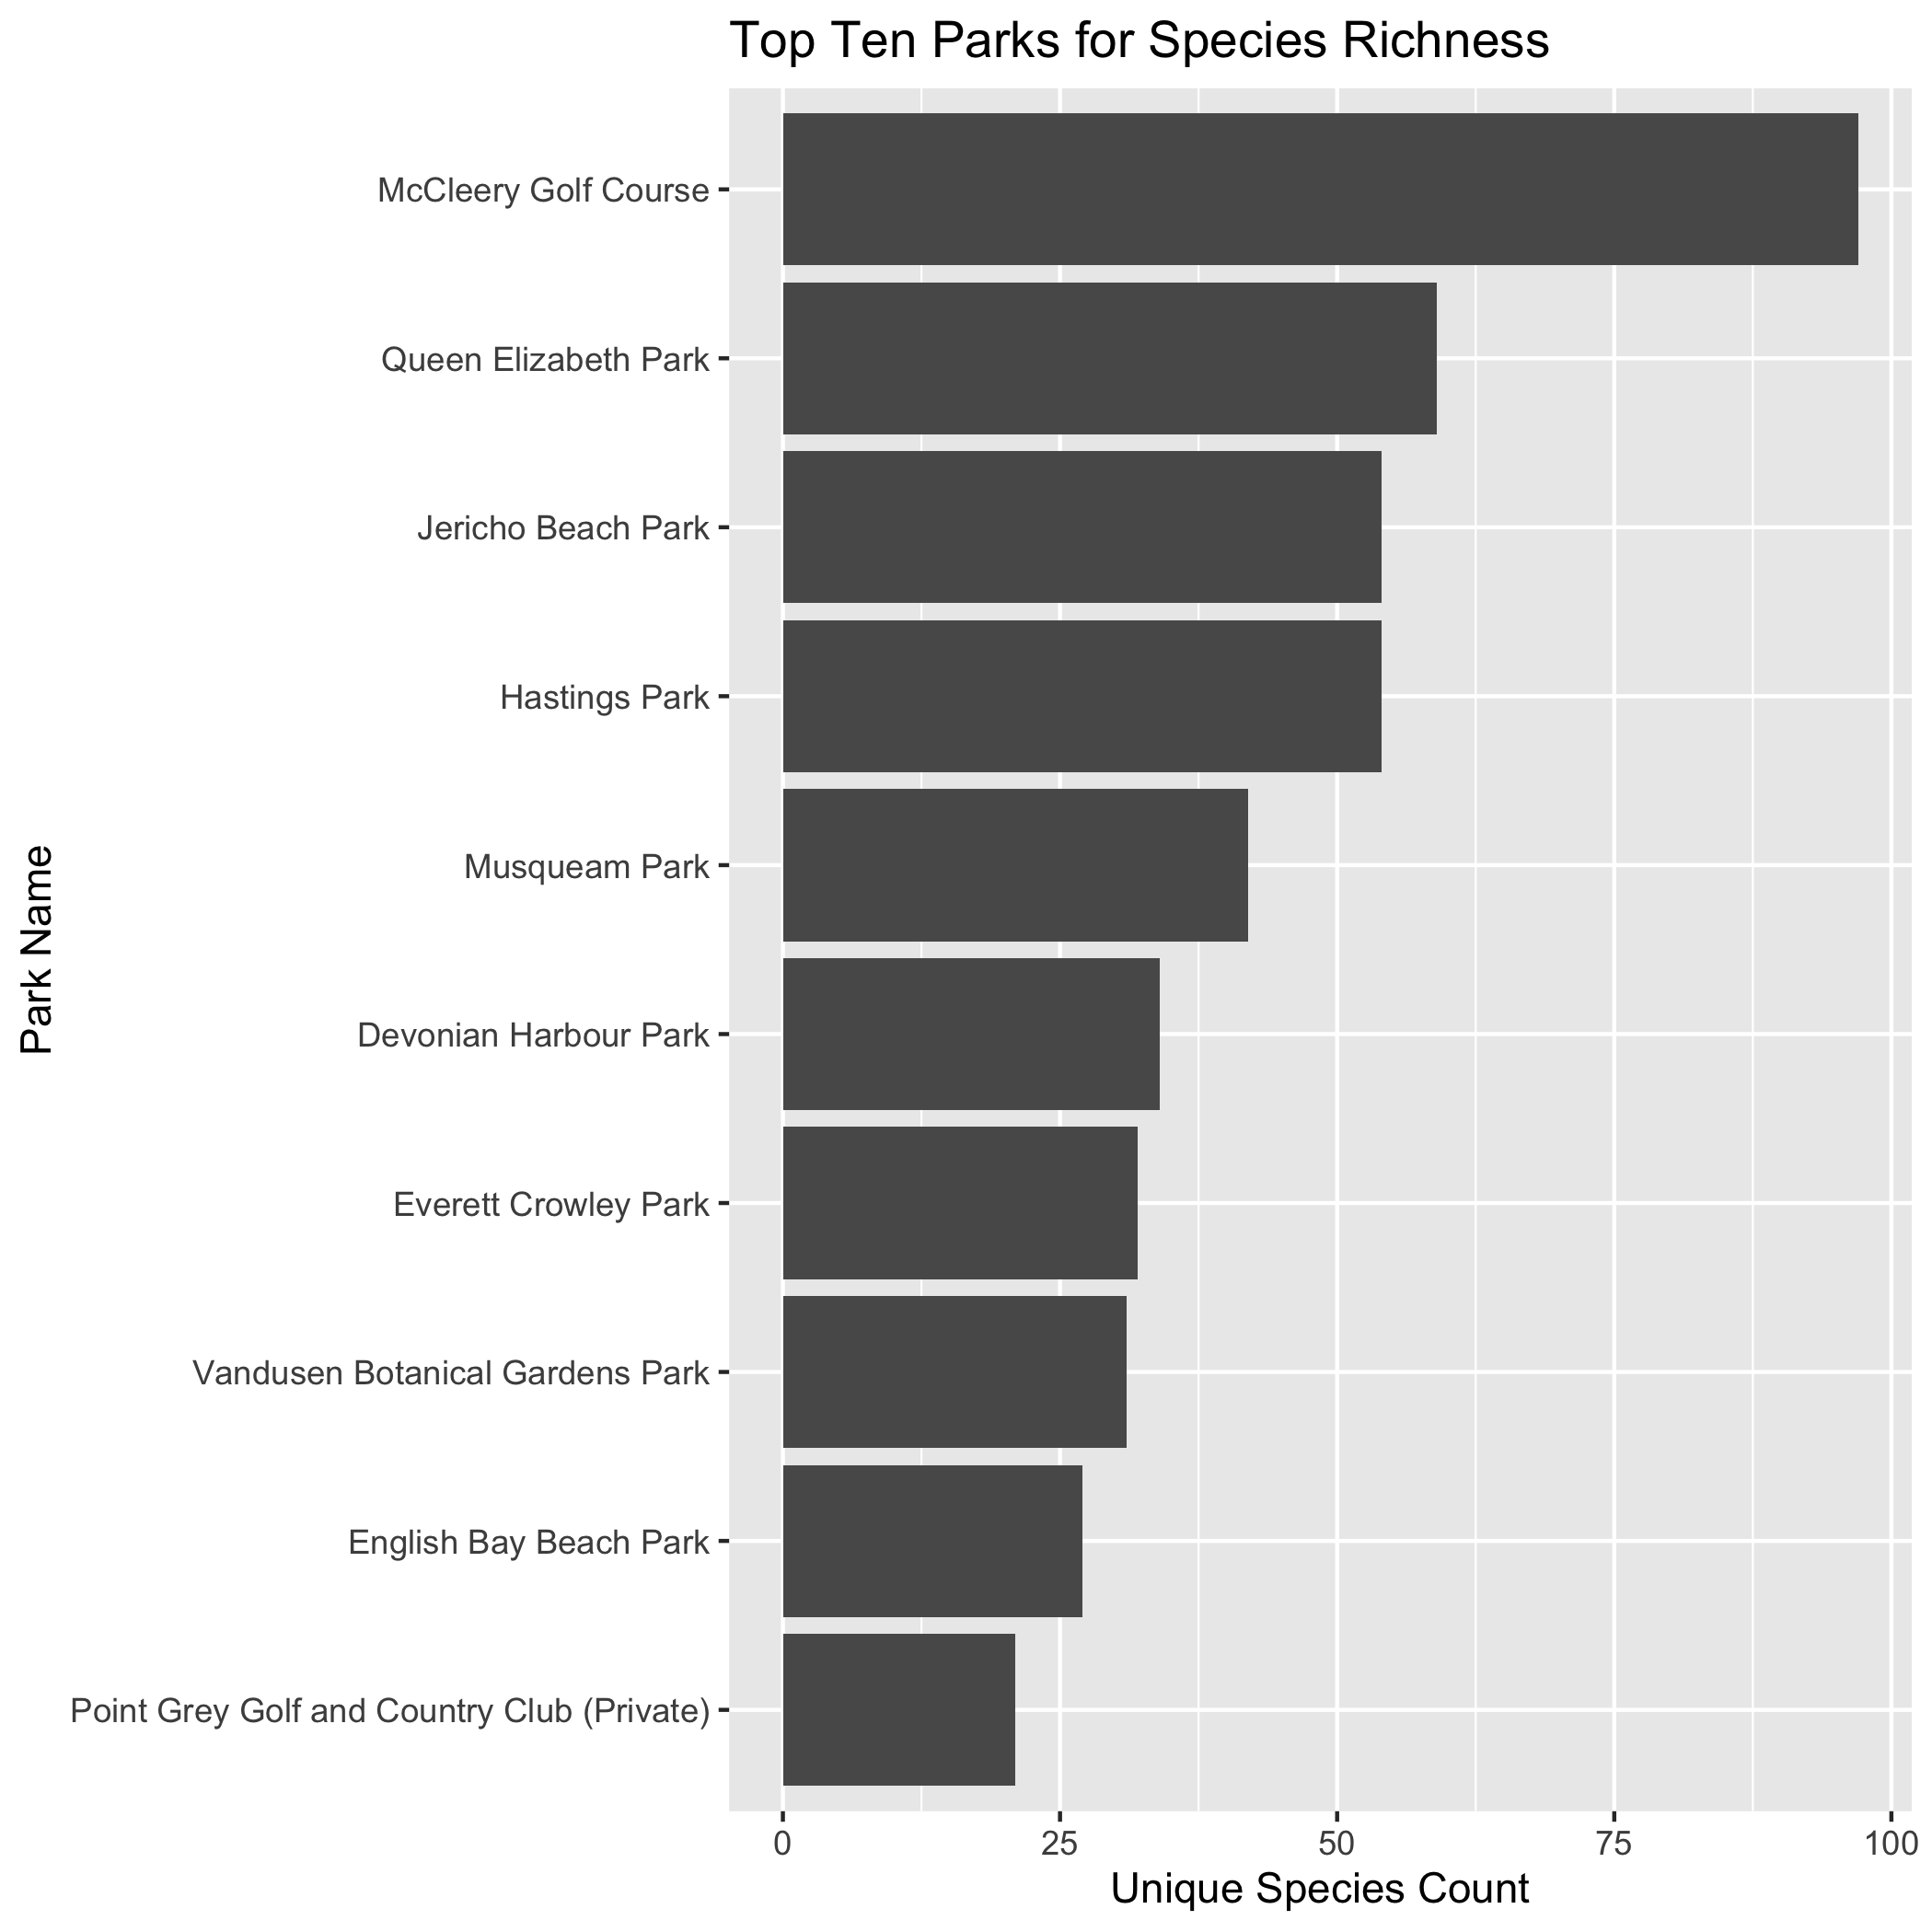 Top Ten Parks for Species Richness
McCleery Golf Course
Queen Elizabeth Park
Jericho Beach Park
Hastings Park
Musqueam Park
Devonian Harbour Park
Everett Crowley Park
Vandusen Botanical Gardens Park
English Bay Beach Park
Point Grey Golf and Country Club (Private)
Park Name
0 25 50 75 100
Unique Species Count